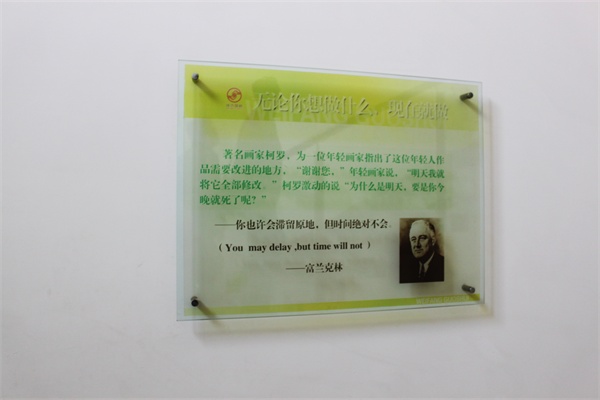 无论你想做什么，现在就做
著名画家柯罗，为一位年轻画家指出了这位年轻人作
品需要改进的地方，“谢谢您，”年轻画家说，“明天我就
将它全部修改。”柯罗激动的说“为什么是明天，要是你今
晚就死了呢？”
——你也许会滞留原地，但时间绝对不会.
（You may delay ,but time will not ）
——富兰克林